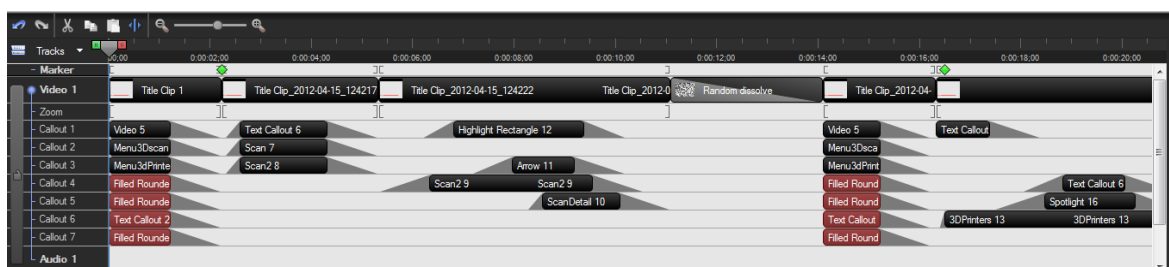 Tracks
00;00 0:00:02;00 0:00:04;00 0:00:06;00 0:00:08;00 0:00:10;00 0:00:12;00 0:00:14;00 0:00:16;00 0:00:18;00 0:00:20;00
Marker
Video 1 Title Clip 1 Title Clip_2012-04-15_124217 Title Clip_2012-04-15_124222 Title Clip_2012-0 Random dissolve Title Clip_2012-04-
Zoom
Callout 1 Video 5 Text Callout 6 Highlight Rectangle 12 Video 5 Text Callout
Callout 2 Menu3Dscan Scan 7 Menu3Dsca
Callout 3 Menu3dPrinte Scan2 8 Arrow 11 Menu3dPrint
Callout 4 Filled Rounde Scan2 9 Scan2 9 Filled Round Text Callout 6
Callout 5 Filled Rounde ScanDetail 10 Filled Round Spotlight 16
Callout 6 Text Callout 2 Text Callout 3DPrinters 13 3DPrinters 13
Callout 7 Filled Rounde Filled Round
Audio 1